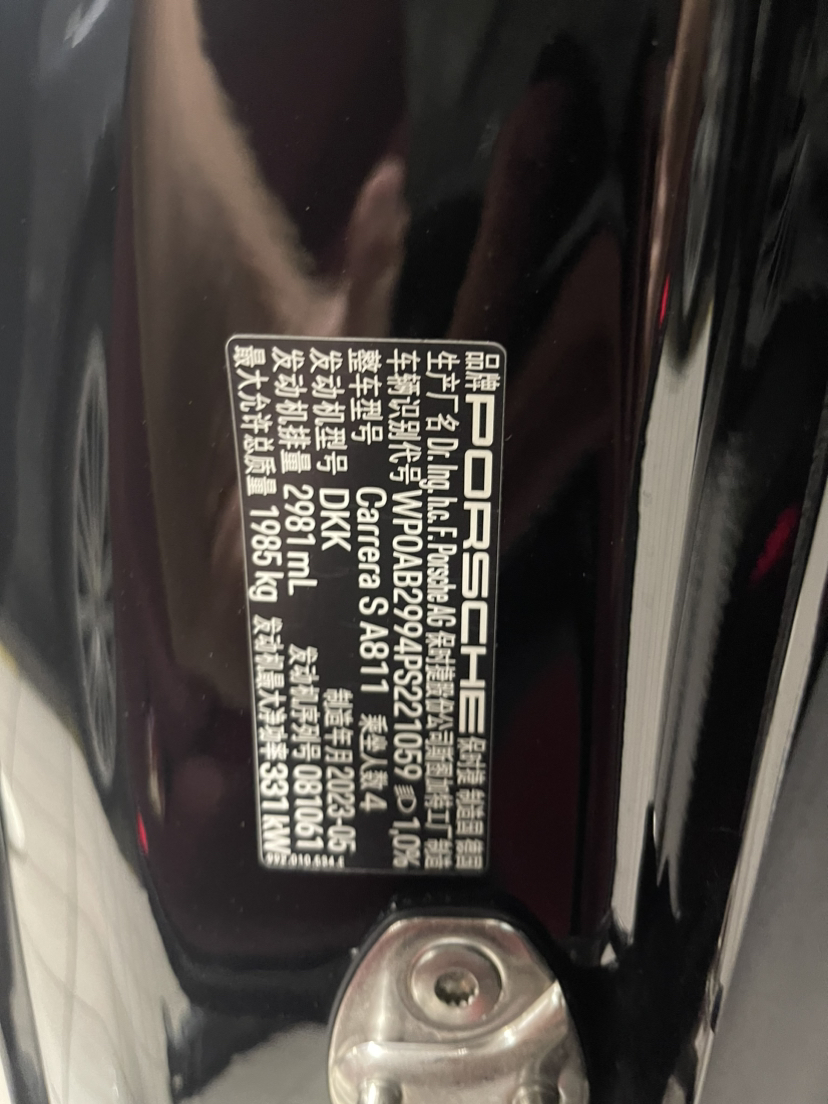 品牌 PORSCHE 保时捷 制造国 德国
生产厂名 Dr. Ing. h.c. F. Porsche AG 保时捷股份公司斯图加特工厂 制造
车辆识别代号 WP0AB2994PS221059 1,0%
整车型号 Carrera S A811 乘坐人数 4
发动机型号 DKK 制造年月 2023-05
发动机排量 2981 mL 发动机序列号 081061
最大允许总质量 1985 kg 发动机最大净功率 331 kW